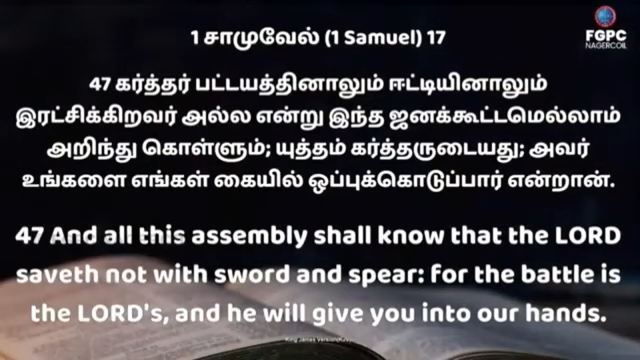 1 சாமுவேல் (1 Samuel) 17
FGPC
NAGERCOIL
47 கர்த்தர் பட்டயத்தினாலும் ஈட்டியினாலும்
இரட்சிக்கிறவர் அல்ல என்று இந்த ஜனக்கூட்டமெல்லாம்
அறிந்து கொள்ளும்; யுத்தம் கர்த்தருடையது; அவர்
உங்களை எங்கள் கையில் ஒப்புக்கொடுப்பார் என்றான்.
47 And all this assembly shall know that the LORD
saveth not with sword and spear: for the battle is
the LORD's, and he will give you into our hands.